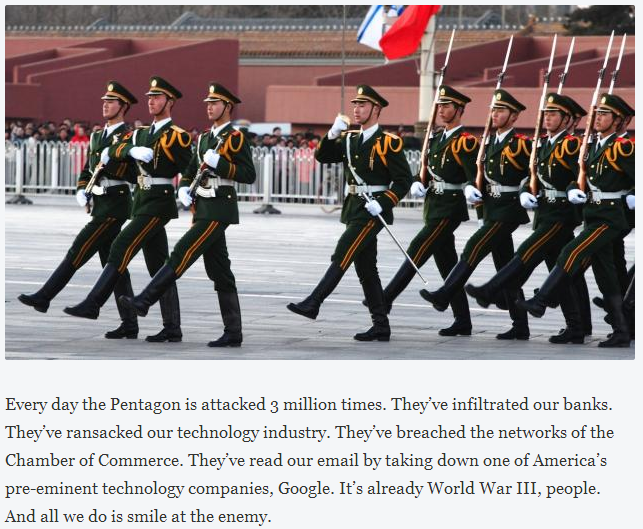 Every day the Pentagon is attacked 3 million times. They’ve infiltrated our banks.
They’ve ransacked our technology industry. They’ve breached the networks of the
Chamber of Commerce. They’ve read our email by taking down one of America’s
pre-eminent technology companies, Google. It’s already World War III, people.
And all we do is smile at the enemy.